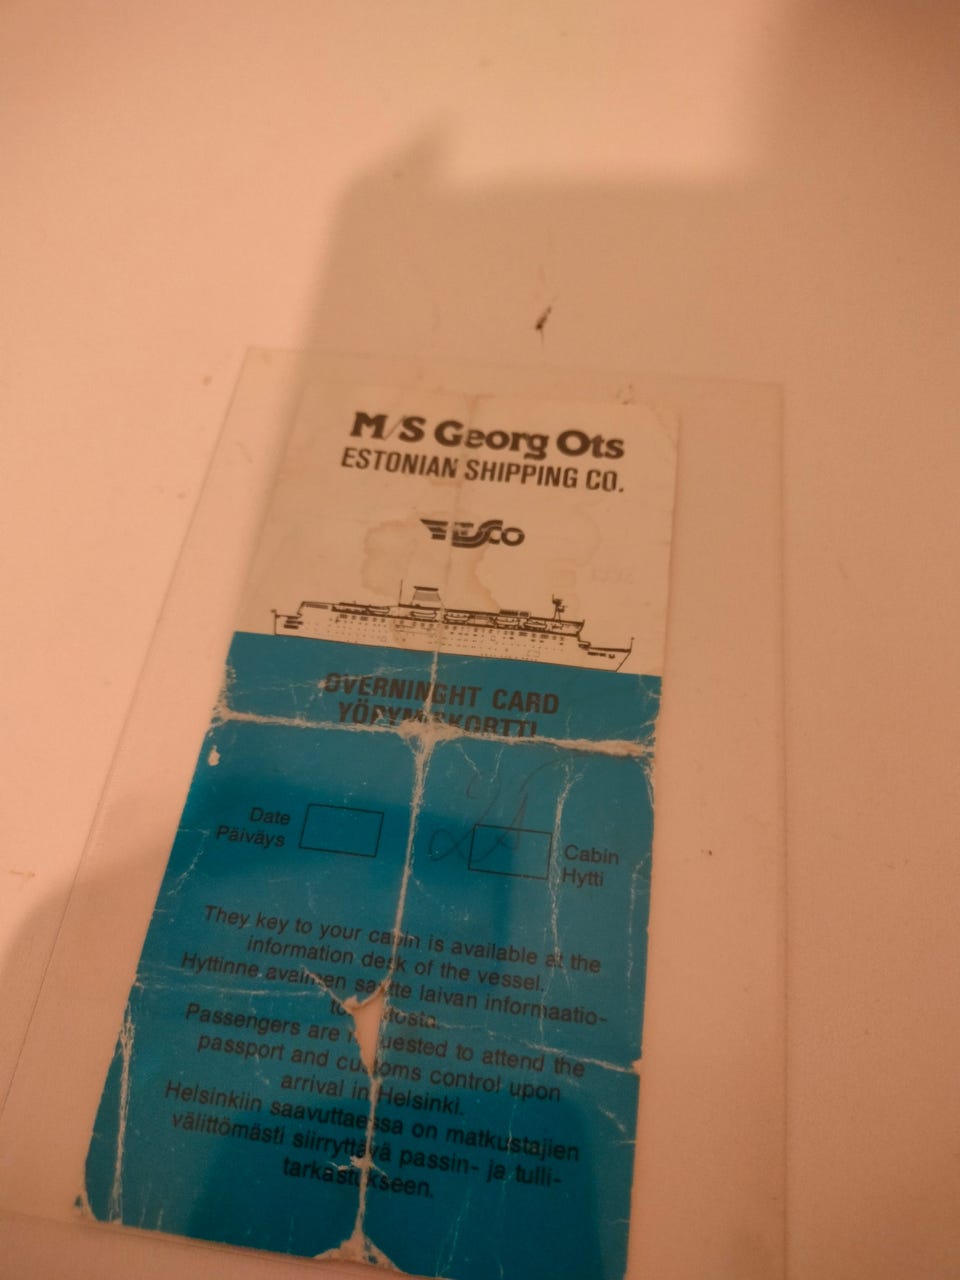 M/S Georg Ots
ESTONIAN SHIPPING CO.
ESCO
OVERNINGHT CARD
YÖPYMISKORTTI
Date
Päiväys
Cabin
Hytti
They key to your cabin is available at the
information desk of the vessel.
Hyttinne avaimen saatte laivan informaatio-
Passengers are requested to attend the
passport and customs control upon
arrival in Helsinki.
Helsinkiin saavuttaessa on matkustajien
välittömästi siirryttävä passin- ja tulli-
tarkastukseen.